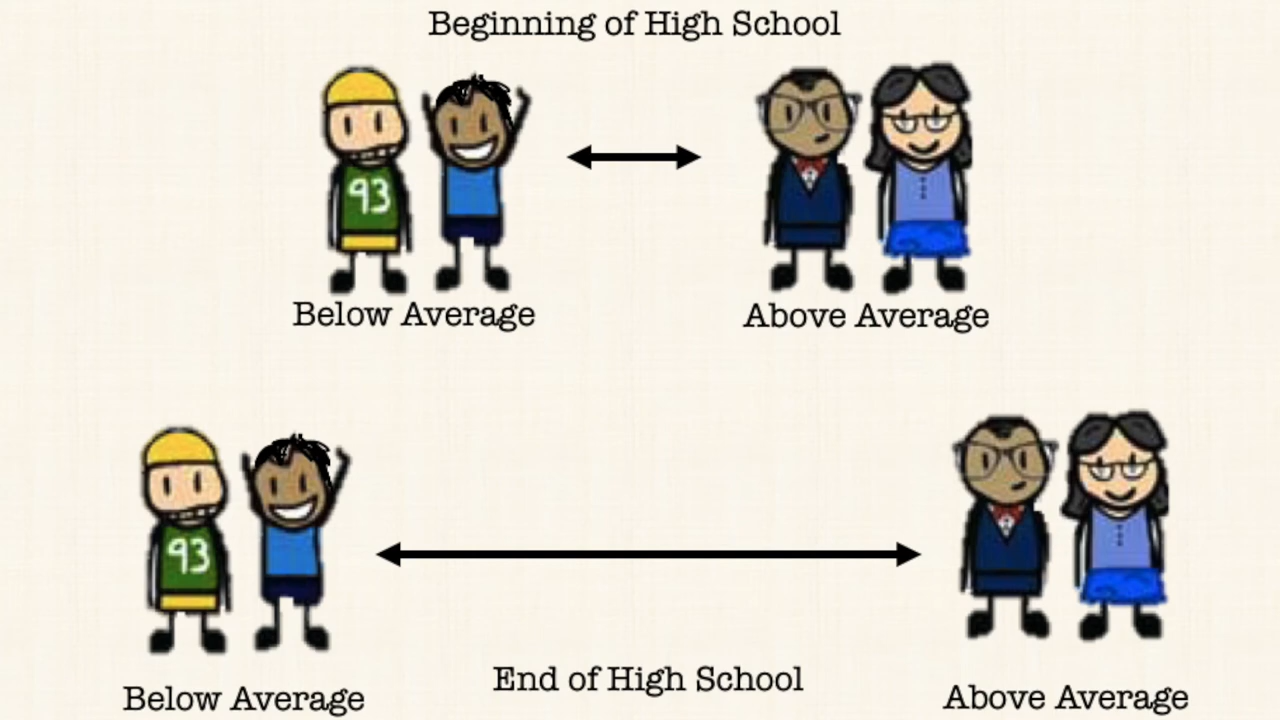 Beginning of High School
93
Below Average
Above Average
93
End of High School
Below Average
Above Average